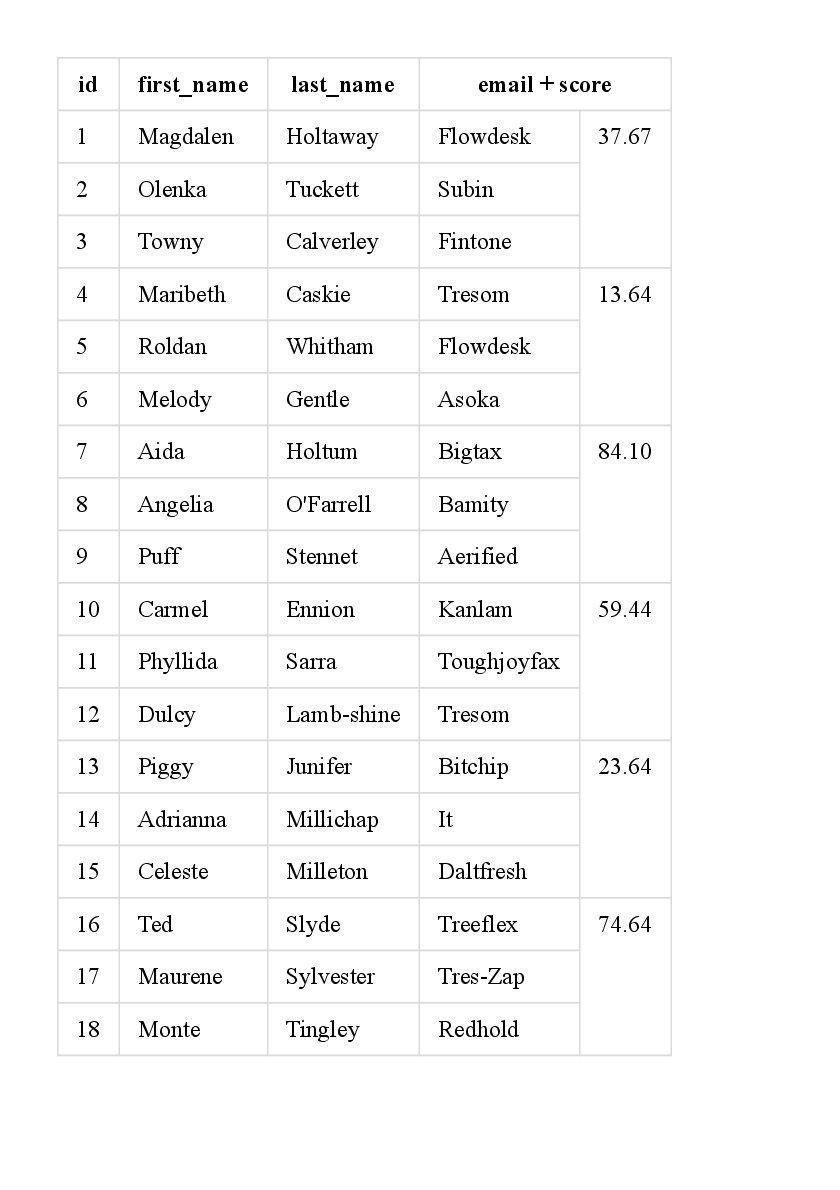 id first_name last_name email + score
1 Magdalen Holtaway Flowdesk 37.67
2 Olenka Tuckett Subin
3 Towny Calverley Fintone
4 Maribeth Caskie Tresom 13.64
5 Roldan Whitham Flowdesk
6 Melody Gentle Asoka
7 Aida Holtum Bigtax 84.10
8 Angelia O'Farrell Bamity
9 Puff Stennet Aerified
10 Carmel Ennion Kanlam 59.44
11 Phyllida Sarra Toughjoyfax
12 Dulcy Lamb-shine Tresom
13 Piggy Junifer Bitchip 23.64
14 Adrianna Millichap It
15 Celeste Milleton Daltfresh
16 Ted Slyde Treeflex 74.64
17 Maurene Sylvester Tres-Zap
18 Monte Tingley Redhold